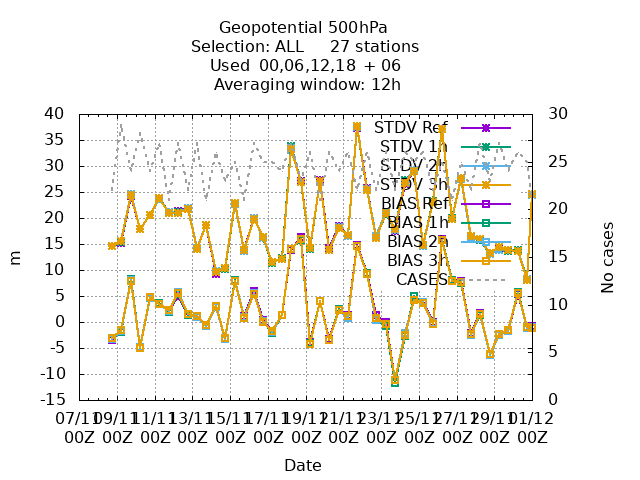 Geopotential 500hPa
Selection: ALL 27 stations
Used 00,06,12,18 + 06
Averaging window: 12h
40 30
35
30 25
25
20 20
15 15
10
5 10
0
-5 5
-10
-15 0
m
No cases
STDV Ref
STDV 1h
STDV 2h
STDV 3h
BIAS Ref
BIAS 1h
BIAS 2h
BIAS 3h
CASES
07/11 09/11 11/11 13/11 15/11 17/11 19/11 21/11 23/11 25/11 27/11 29/11 01/12
00Z 00Z 00Z 00Z 00Z 00Z 00Z 00Z 00Z 00Z 00Z 00Z 00Z
Date